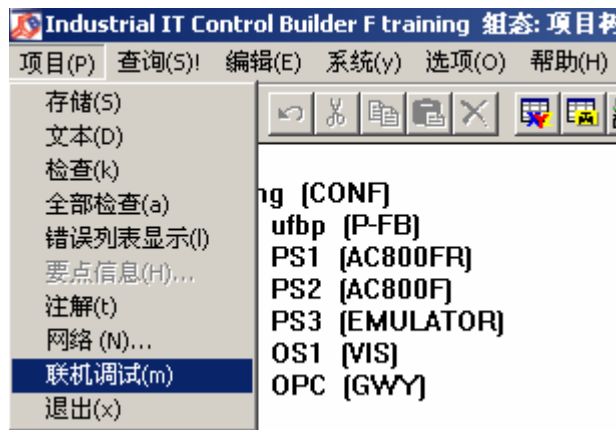 Industrial IT Control Builder F training 组态: 项目树
项目(P) 查询(S)! 编辑(E) 系统(y) 选项(O) 帮助(H)
存储(S)
文本(D)
检查(k)
全部检查(a)
错误列表显示(l)
要点信息(H)...
注解(t)
网络 (N)...
联机调试(m)
退出(x)
ng (CONF)
ufbp (P-FB)
PS1 (AC800FR)
PS2 (AC800F)
PS3 (EMULATOR)
OS1 (VIS)
OPC (GWY)